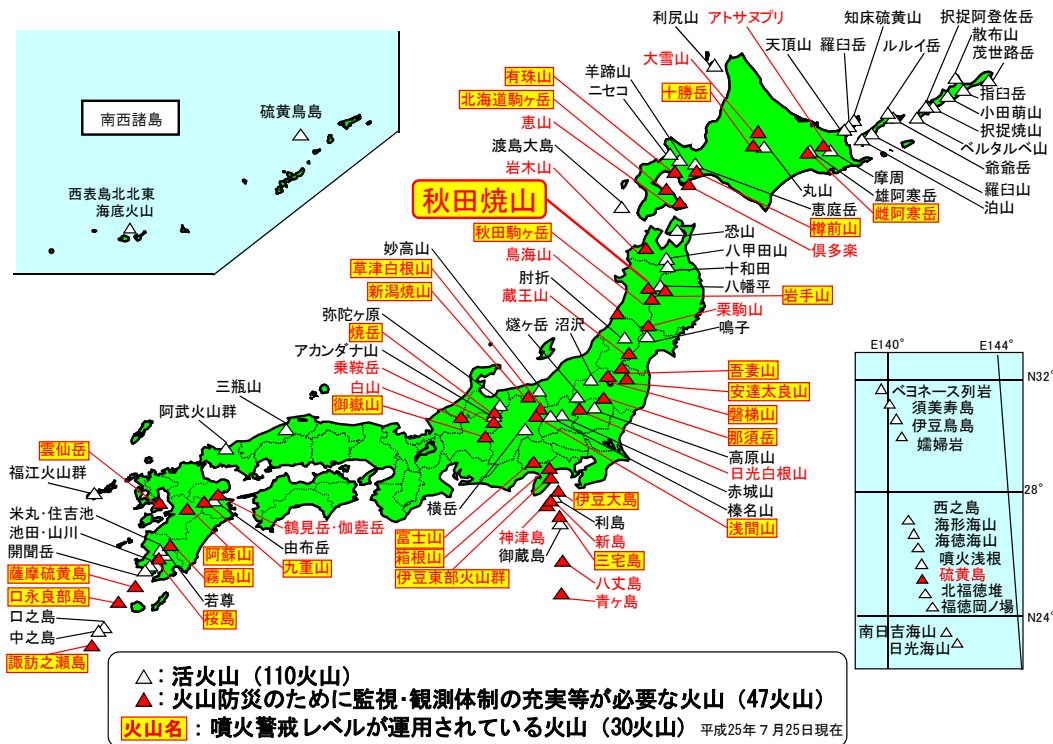 南西諸島
硫黄鳥島
西表島北北東
海底火山
利尻山
アトサヌプリ
知床硫黄山
択捉阿登佐岳
天頂山
羅臼岳
ルルイ岳
散布山
茂世路岳
大雪山
羊蹄山
ニセコ
有珠山
十勝岳
北海道駒ヶ岳
恵山
渡島大島
岩木山
指臼岳
小田萌山
択捉焼山
ベルタルベ山
爺爺岳
羅臼山
泊山
摩周
雄阿寒岳
雌阿寒岳
丸山
恵庭岳
樽前山
倶多楽
秋田焼山
秋田駒ヶ岳
鳥海山
肘折
蔵王山
燧ヶ岳
沼沢
恐山
八甲田山
十和田
八幡平
岩手山
栗駒山
鳴子
妙高山
草津白根山
新潟焼山
弥陀ヶ原
焼岳
アカンダナ山
乗鞍岳
白山
御嶽山
吾妻山
安達太良山
磐梯山
那須岳
高原山
日光白根山
赤城山
榛名山
浅間山
三瓶山
阿武火山群
雲仙岳
福江火山群
米丸・住吉池
池田・山川
開聞岳
薩摩硫黄島
口永良部島
口之島
中之島
諏訪之瀬島
鶴見岳・伽藍岳
由布岳
九重山
阿蘇山
霧島山
若尊
桜島
横岳
富士山
箱根山
伊豆東部火山群
伊豆大島
利島
新島
神津島
三宅島
御蔵島
八丈島
青ヶ島
E140°
E144°
N32°
ベヨネース列岩
須美寿島
伊豆鳥島
孀婦岩
28°
西之島
海形海山
海徳海山
噴火浅根
硫黄島
北福徳堆
福徳岡ノ場
N24°
南日吉海山
日光海山
△：活火山（110火山）
▲：火山防災のために監視・観測体制の充実等が必要な火山（47火山）
火山名：噴火警戒レベルが運用されている火山（30火山） 平成25年７月25日現在